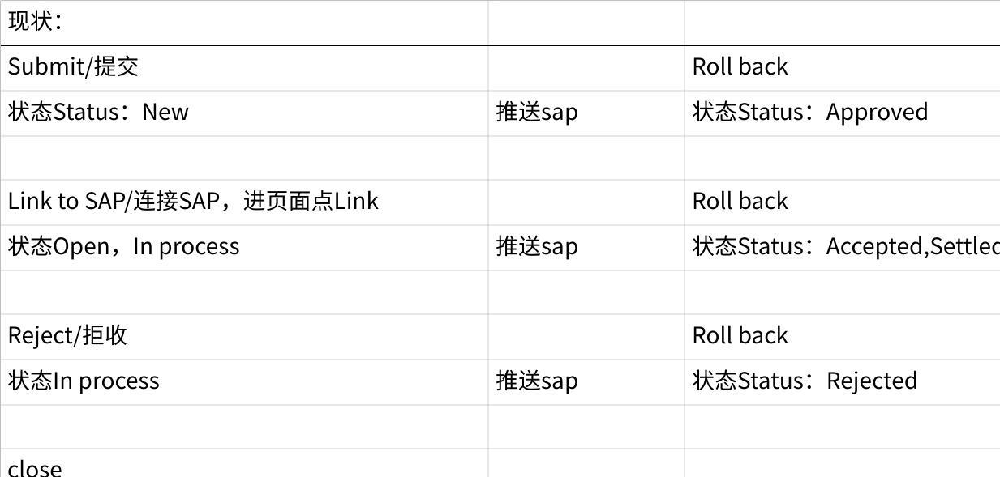 现状：
Submit/提交 Roll back
状态Status：New 推送sap 状态Status：Approved
Link to SAP/连接SAP，进页面点Link Roll back
状态Open，In process 推送sap 状态Status：Accepted,Settled
Reject/拒收 Roll back
状态In process 推送sap 状态Status：Rejected
close